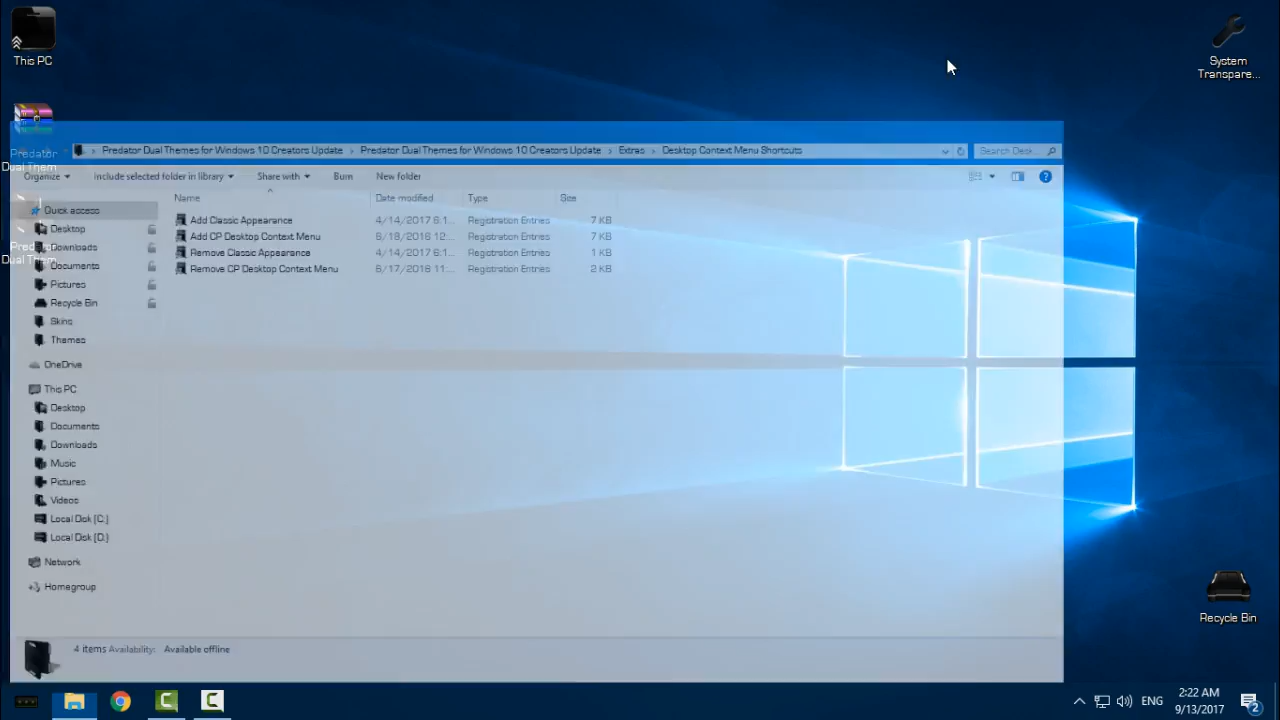 This PC
System
Transpare...
Predator
Dual Them...
Predator Dual Themes for Windows 10 Creators Update > Predator Dual Themes for Windows 10 Creators Update > Extras > Desktop Context Menu Shortcuts
Search Desk...
Organize
Include selected folder in library
Share with
Burn
New folder
Name
Date modified
Type
Size
Quick access
Desktop
Downloads
Documents
Pictures
Recycle Bin
Skins
Themes
OneDrive
This PC
Desktop
Documents
Downloads
Music
Pictures
Videos
Local Disk (C:)
Local Disk (D:)
Network
Homegroup
Predator
Dual Them...
Add Classic Appearance 4/14/2017 6:1... Registration Entries 7 KB
Add CP Desktop Context Menu 6/18/2016 12:... Registration Entries 7 KB
Remove Classic Appearance 4/14/2017 6:1... Registration Entries 1 KB
Remove CP Desktop Context Menu 6/17/2016 11:... Registration Entries 2 KB
4 items Availability: Available offline
Recycle Bin
ENG
2:22 AM
9/13/2017
2